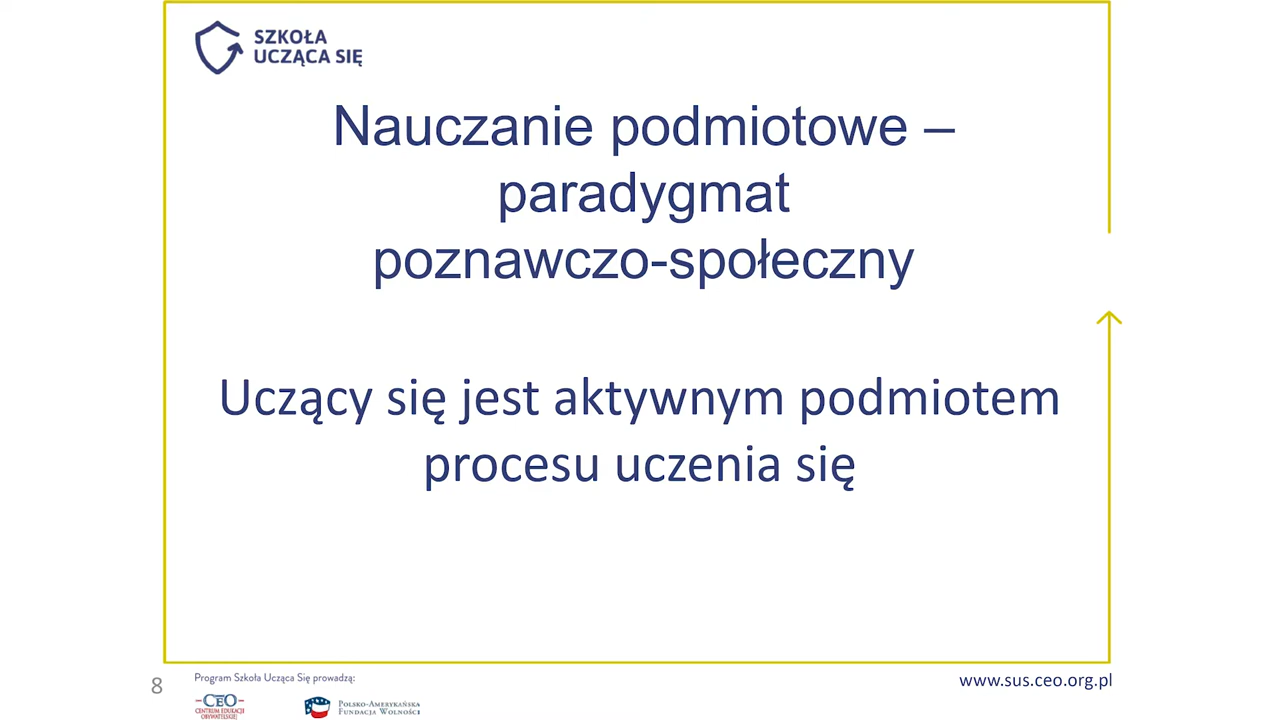 SZKOŁA
UCZĄCA SIĘ
Nauczanie podmiotowe –
paradygmat
poznawczo-społeczny
Uczący się jest aktywnym podmiotem
procesu uczenia się
8
Program Szkoła Ucząca Się prowadzą:
www.sus.ceo.org.pl
CEO
CENTRUM EDUKACJI
OBYWATELSKIEJ
POLSKO-AMERYKAŃSKA
FUNDACJA WOLNOŚCI